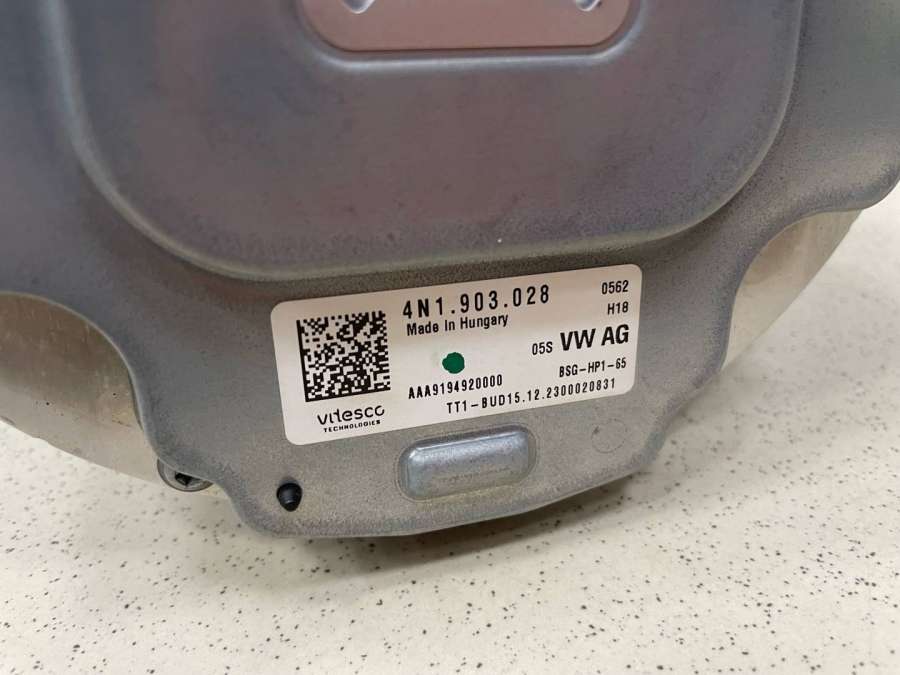 4N1.903.028
0562
Made in Hungary
H18
05S VW AG
AAA9194920000
BSG-HP1-65
TT1-BUD15.12.2300020831
vitesco
TECHNOLOGIES